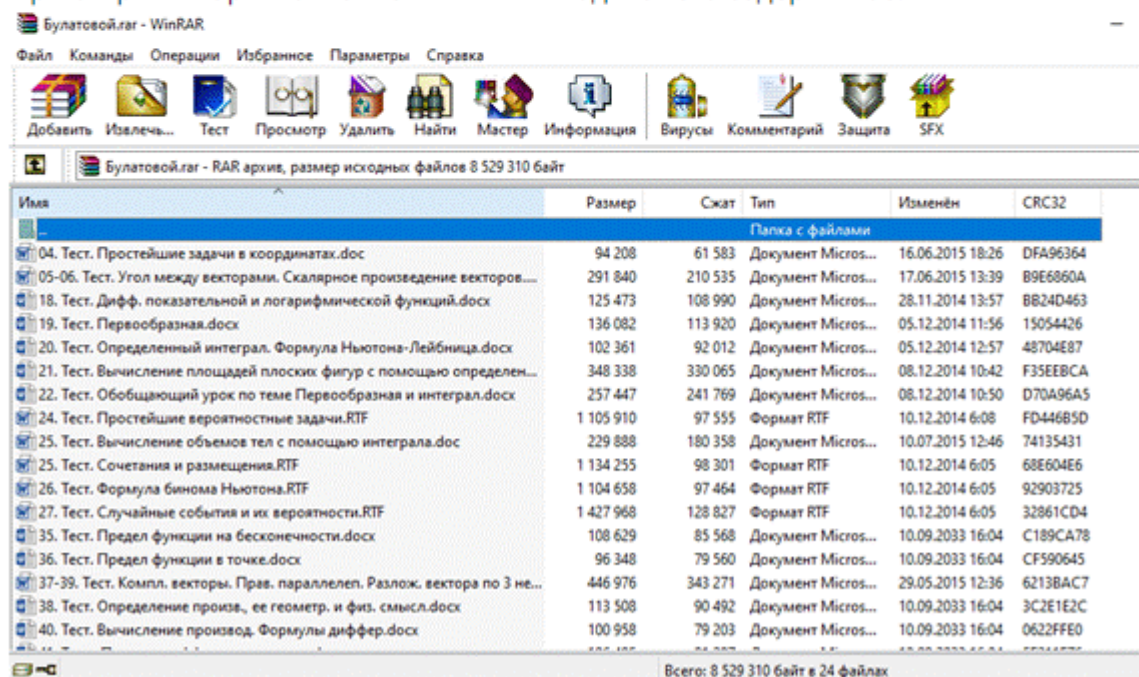 Булатовой.rar - WinRAR
Файл Команды Операции Избранное Параметры Справка
Добавить Извлечь... Тест Просмотр Удалить Найти Мастер Информация Вирусы Комментарий Защита SFX
Булатовой.rar - RAR архив, размер исходных файлов 8 529 310 байт
Имя Размер Сжат Тип Изменён CRC32
.. Папка с файлами
04. Тест. Простейшие задачи в координатах.doc 94 208 61 583 Документ Micros... 16.06.2015 18:26 DFA96364
05-06. Тест. Угол между векторами. Скалярное произведение векторов.... 291 840 210 535 Документ Micros... 17.06.2015 13:39 B9E6860A
18. Тест. Дифф. показательной и логарифмической функций.docx 125 473 108 990 Документ Micros... 28.11.2014 13:57 BB24D463
19. Тест. Первообразная.docx 136 082 113 920 Документ Micros... 05.12.2014 11:56 15054426
20. Тест. Определенный интеграл. Формула Ньютона-Лейбница.docx 102 361 92 012 Документ Micros... 05.12.2014 12:57 48704E87
21. Тест. Вычисление площадей плоских фигур с помощью определен... 348 338 330 065 Документ Micros... 08.12.2014 10:42 F35EEBCA
22. Тест. Обобщающий урок по теме Первообразная и интеграл.docx 257 447 241 769 Документ Micros... 08.12.2014 10:50 D70A96A5
24. Тест. Простейшие вероятностные задачи.RTF 1 105 910 97 555 Формат RTF 10.12.2014 6:08 FD446B5D
25. Тест. Вычисление объемов тел с помощью интеграла.doc 229 888 180 358 Документ Micros... 10.07.2015 12:46 74135431
25. Тест. Сочетания и размещения.RTF 1 134 255 98 301 Формат RTF 10.12.2014 6:05 68E604E6
26. Тест. Формула бинома Ньютона.RTF 1 104 658 97 464 Формат RTF 10.12.2014 6:05 92903725
27. Тест. Случайные события и их вероятности.RTF 1 427 968 128 827 Формат RTF 10.12.2014 6:05 32861CD4
35. Тест. Предел функции на бесконечности.docx 108 629 85 568 Документ Micros... 10.09.2033 16:04 C189CA78
36. Тест. Предел функции в точке.docx 96 348 79 560 Документ Micros... 10.09.2033 16:04 CF590645
37-39. Тест. Компл. векторы. Прав. параллелеп. Разлож. вектора по 3 не... 446 976 343 271 Документ Micros... 29.05.2015 12:36 6213BAC7
38. Тест. Определение произв., ее геометр. и физ. смысл.docx 113 508 90 492 Документ Micros... 10.09.2033 16:04 3C2E1E2C
40. Тест. Вычисление производ. Формулы диффер.docx 100 958 79 203 Документ Micros... 10.09.2033 16:04 0622FFE0
Всего: 8 529 310 байт в 24 файлах